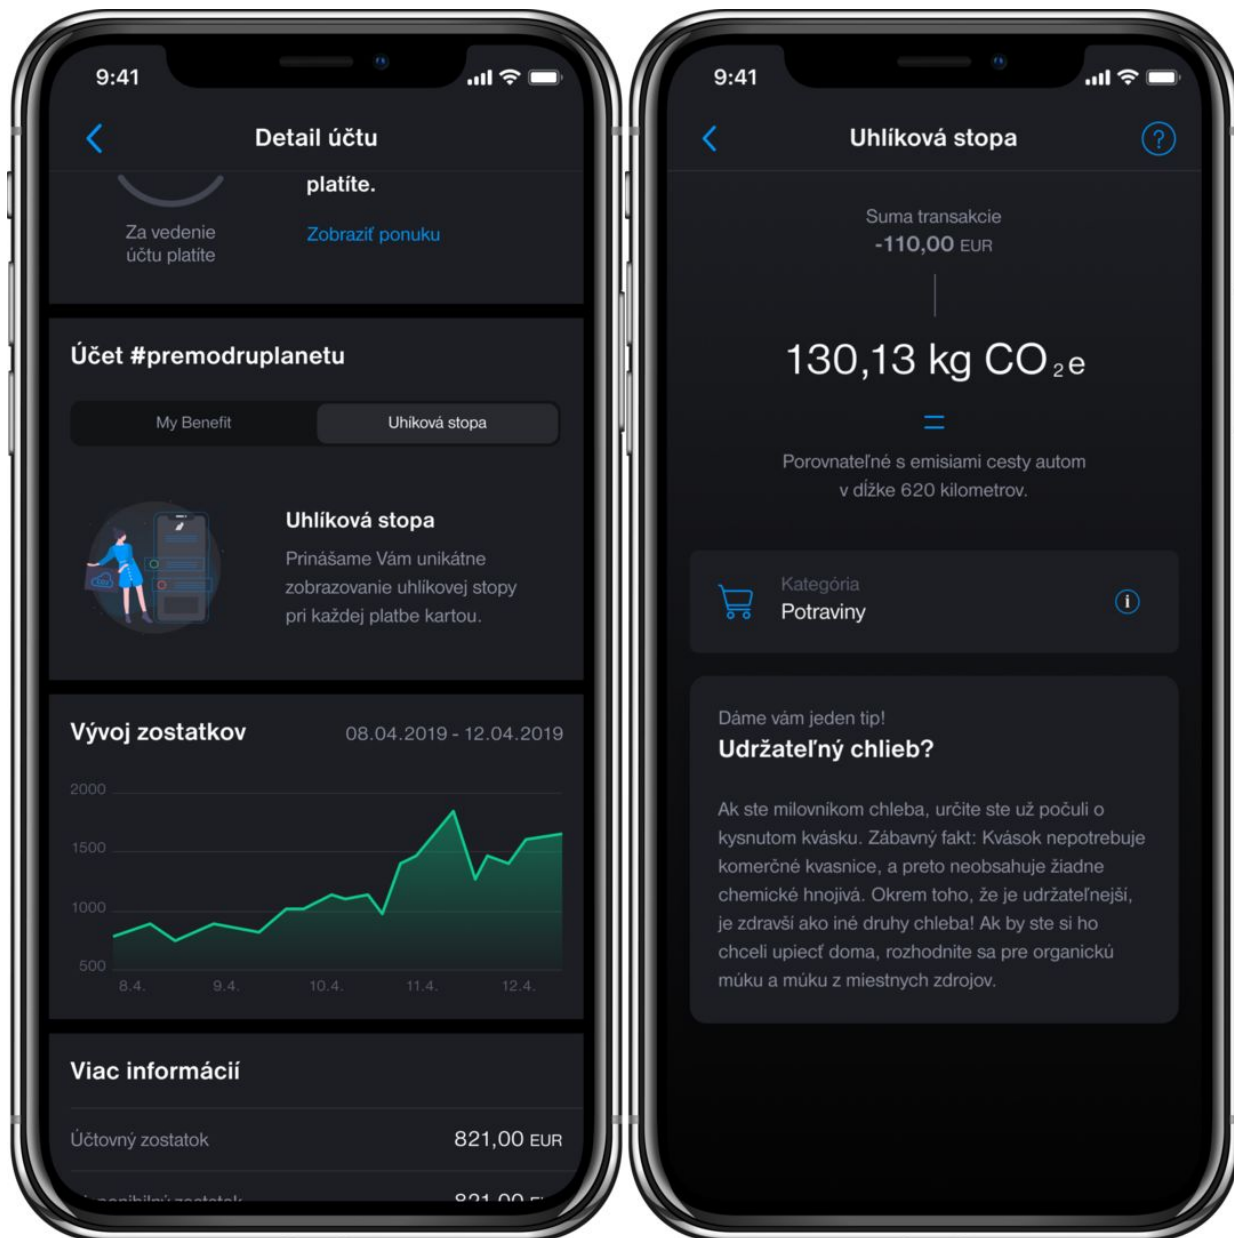 9:41
Detail účtu
platíte.
Za vedenie
účtu platíte
Zobraziť ponuku
Účet #premodruplanetu
My Benefit
Uhíková stopa
Uhlíková stopa
Prinášame Vám unikátne
zobrazovanie uhlíkovej stopy
pri každej platbe kartou.
Vývoj zostatkov
08.04.2019 - 12.04.2019
2000
1500
1000
500
8.4.
9.4.
10.4.
11.4.
12.4.
Viac informácií
Účtovný zostatok
821,00 EUR
9:41
Uhlíková stopa
?
Suma transakcie
-110,00 EUR
130,13 kg CO₂e
=
Porovnateľné s emisiami cesty autom
v dĺžke 620 kilometrov.
Kategória
Potraviny
i
Dáme vám jeden tip!
Udržateľný chlieb?
Ak ste milovníkom chleba, určite ste už počuli o
kysnutom kvásku. Zábavný fakt: Kvások nepotrebuje
komerčné kvasnice, a preto neobsahuje žiadne
chemické hnojivá. Okrem toho, že je udržateľnejší,
je zdravší ako iné druhy chleba! Ak by ste si ho
chceli upiecť doma, rozhodnite sa pre organickú
múku a múku z miestnych zdrojov.